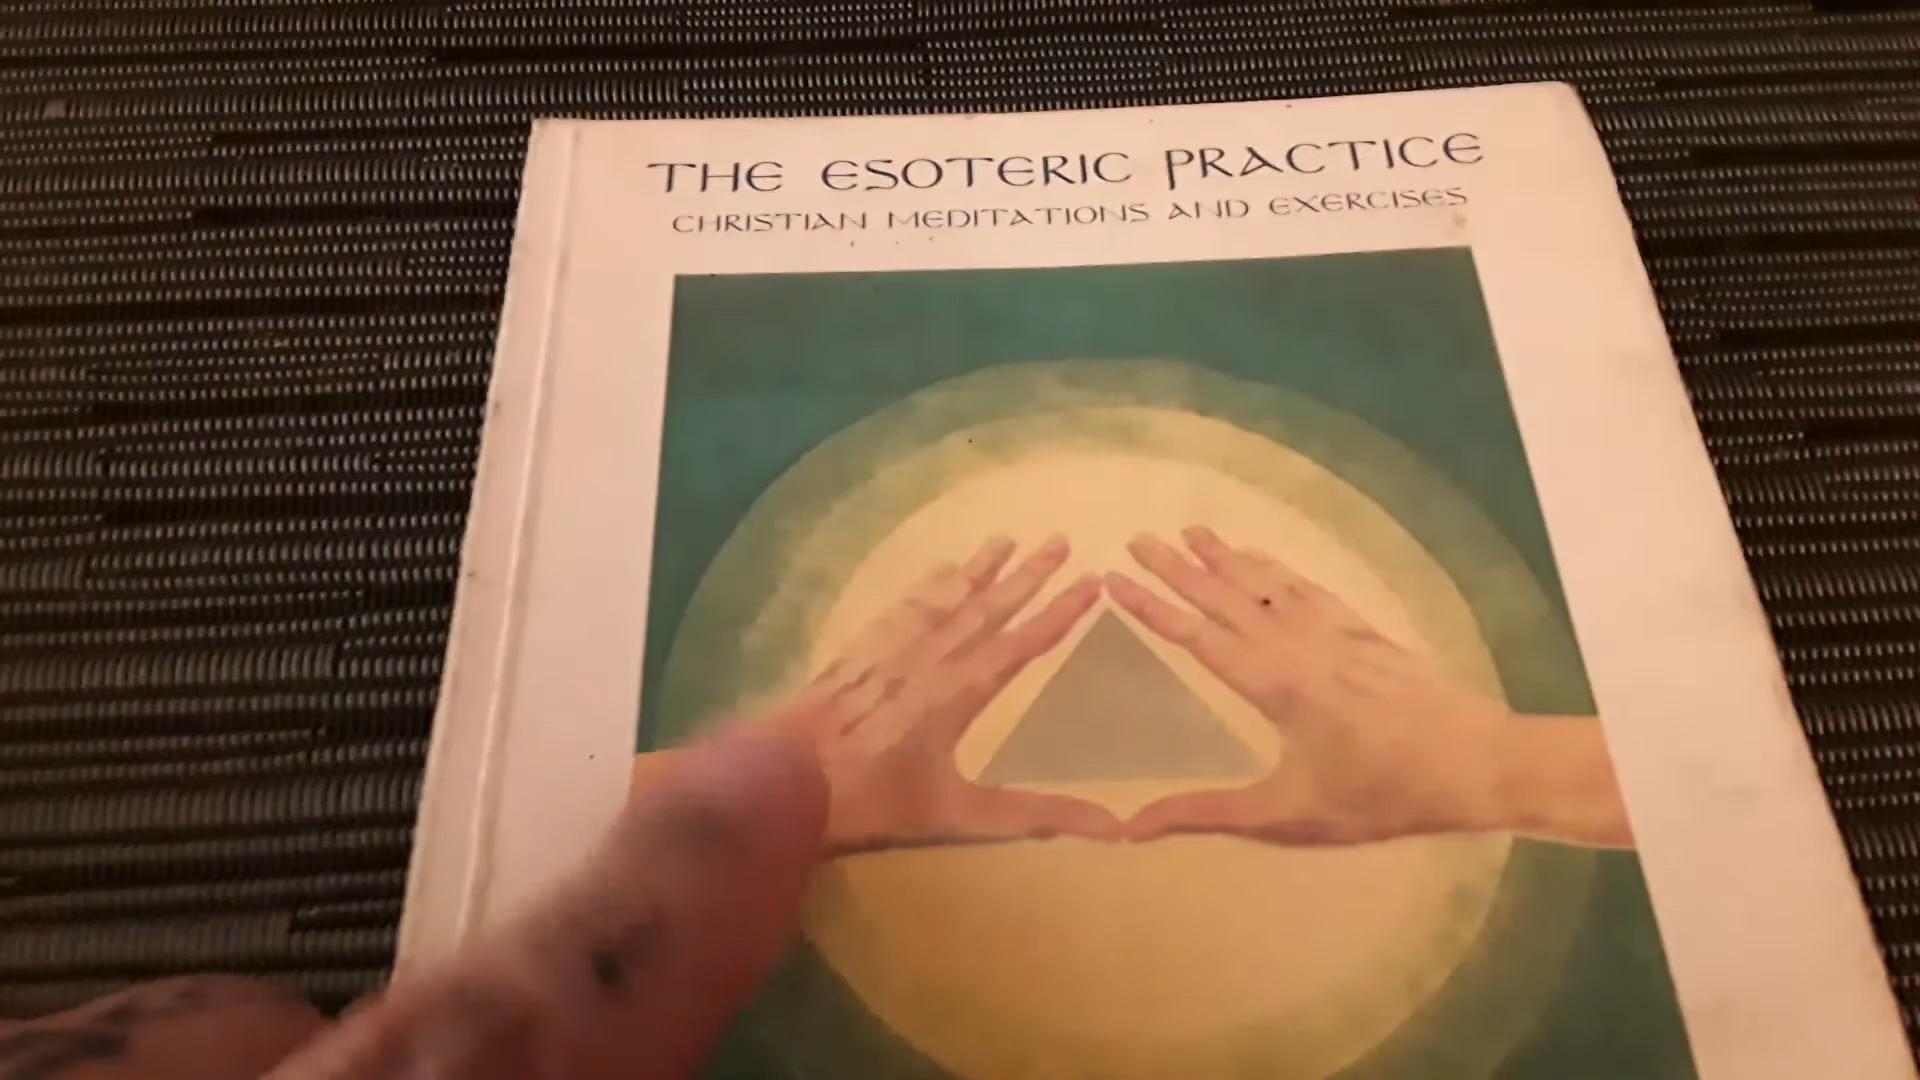 THE ESOTERIC PRACTICE
CHRISTIAN MEDITATIONS AND EXERCISES